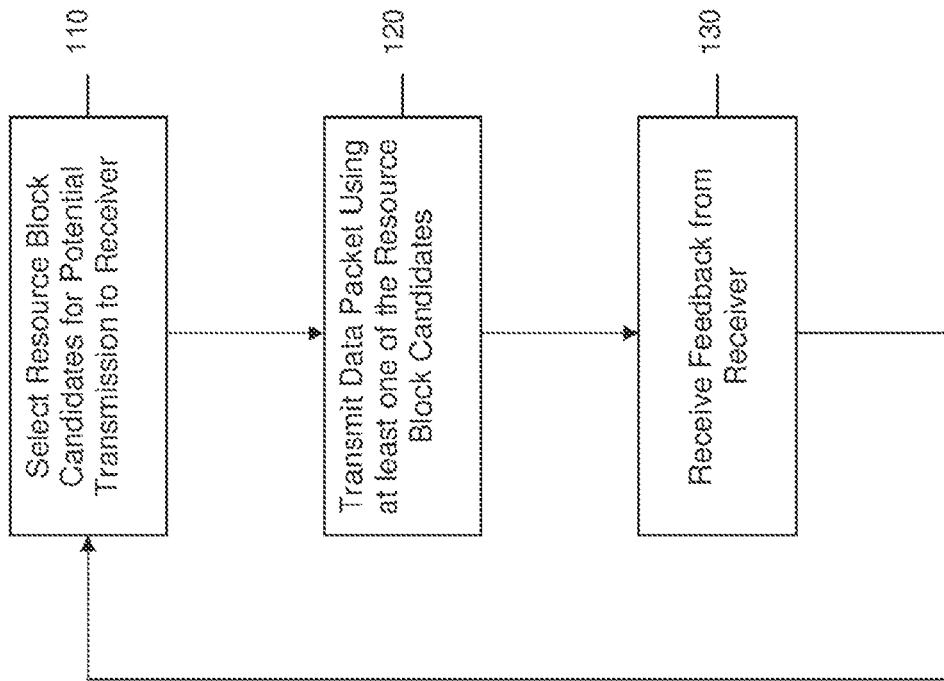 Select Resource Block
Candidates for Potential
Transmission to Receiver
110
Transmit Data Packet Using
at least one of the Resource
Block Candidates
120
Receive Feedback from
Receiver
130